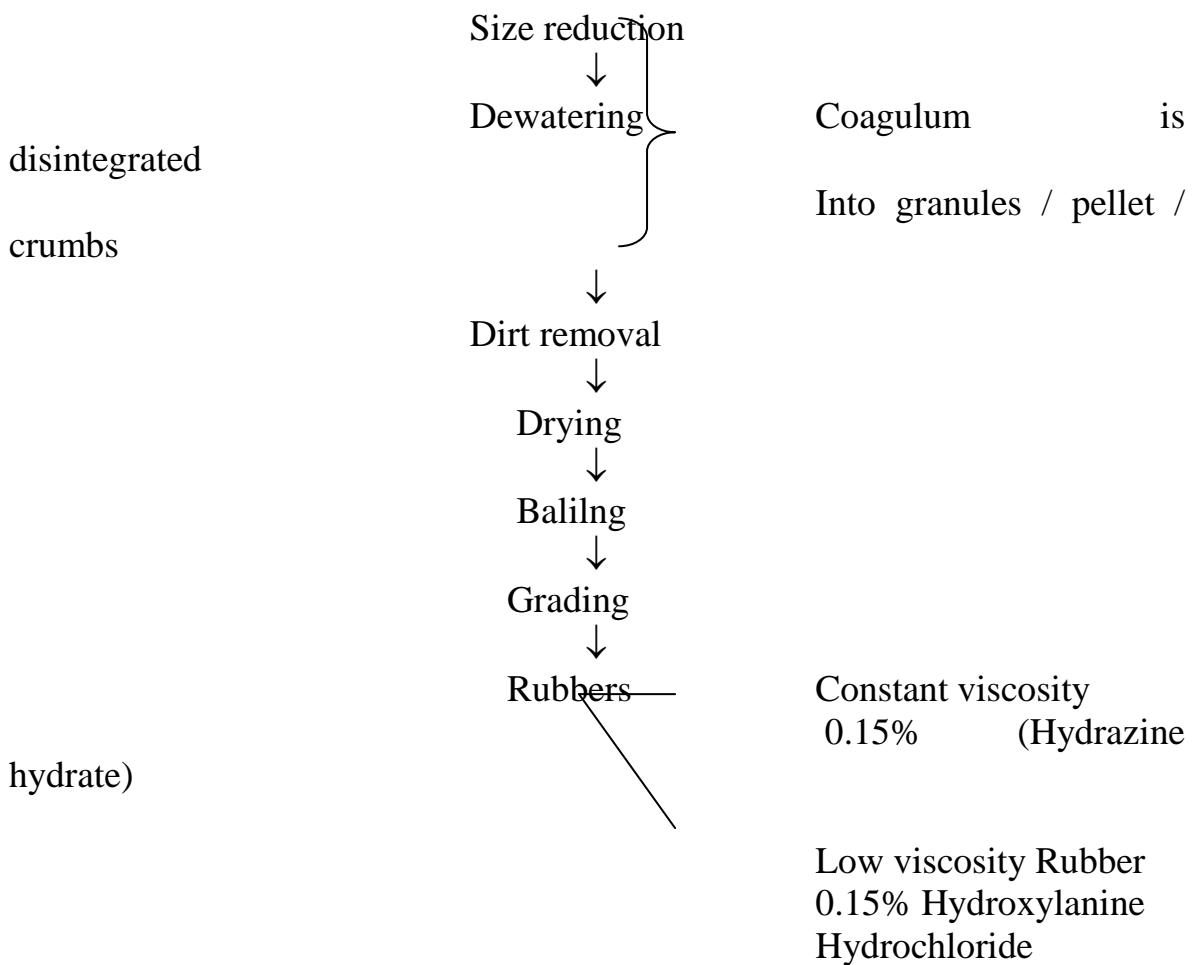 Size reduction
↓
Dewatering Coagulum is
disintegrated
Into granules / pellet /
crumbs
↓
Dirt removal
↓
Drying
↓
Balilng
↓
Grading
↓
Rubbers Constant viscosity
0.15% (Hydrazine
hydrate)
Low viscosity Rubber
0.15% Hydroxylanine
Hydrochloride